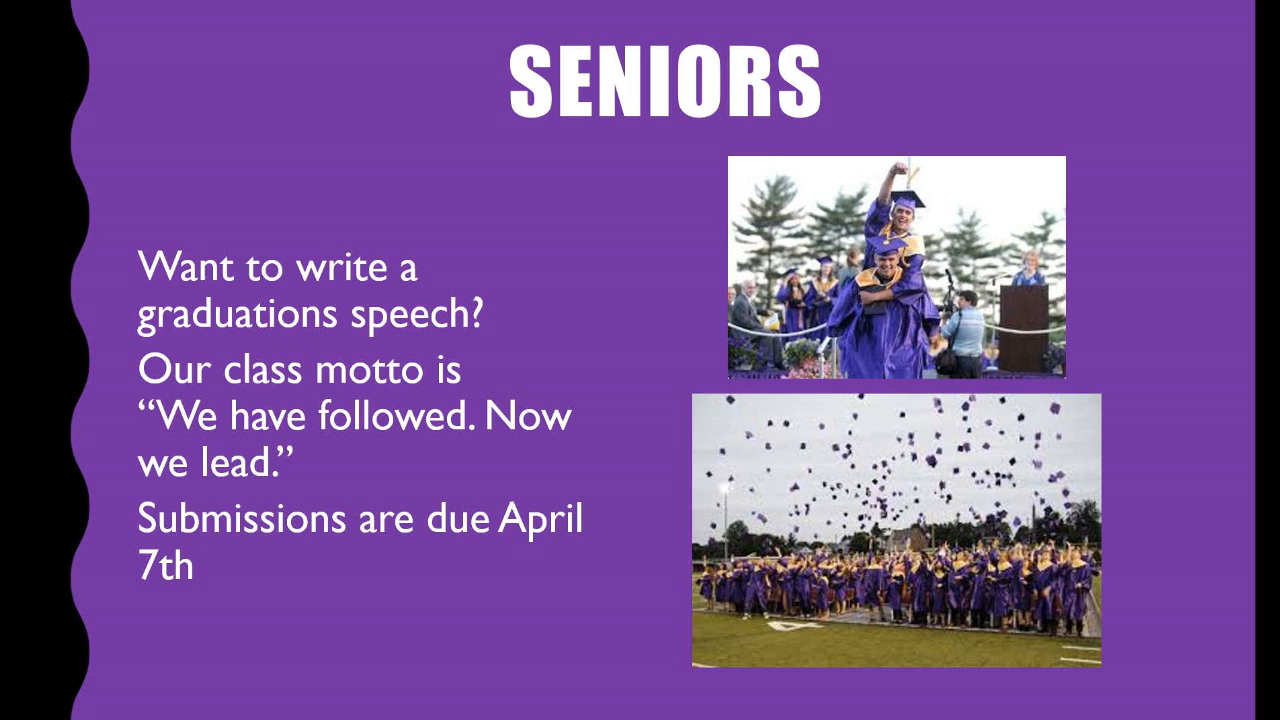 SENIORS
Want to write a
graduations speech?
Our class motto is
“We have followed. Now
we lead.”
Submissions are due April
7th